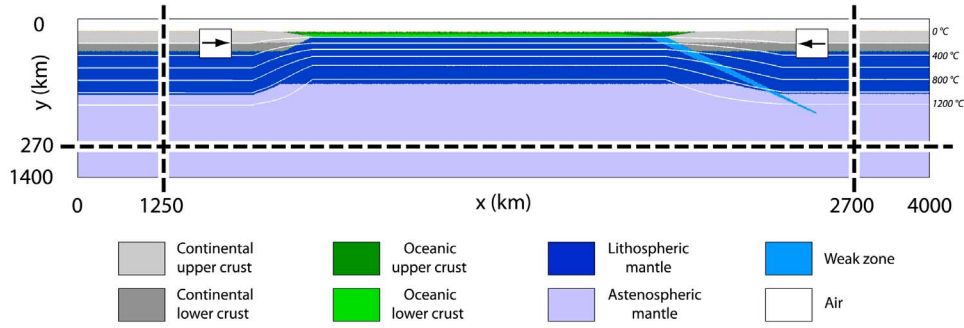 0
0 °C
400 °C
800 °C
1200 °C
y (km)
270
1400
0
1250
x (km)
2700
4000
Continental
upper crust
Oceanic
upper crust
Lithospheric
mantle
Weak zone
Continental
lower crust
Oceanic
lower crust
Astenospheric
mantle
Air